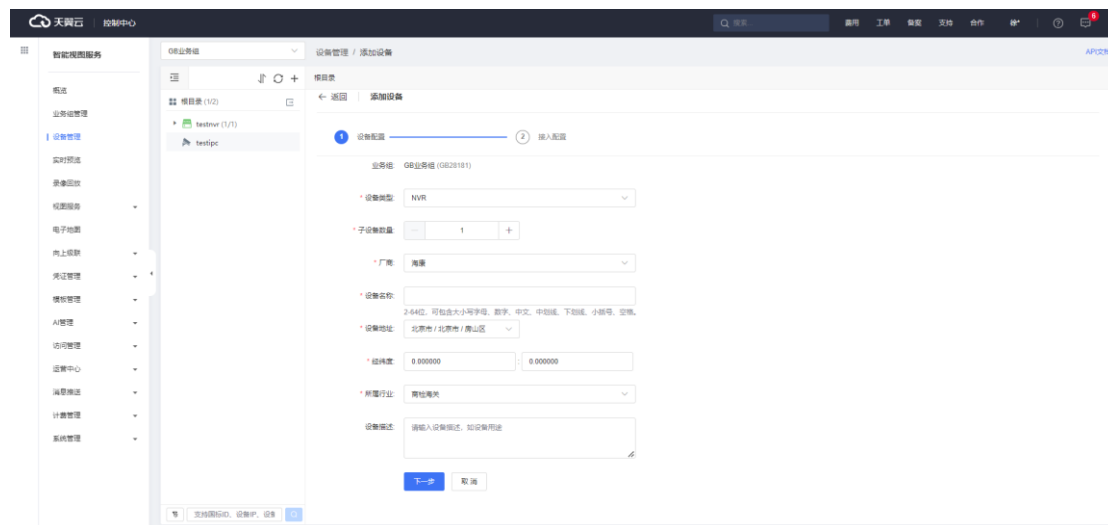 天翼云 控制中心 搜索 费用 工单 备案 支持 合作 6
智能视图服务
概览
业务组管理
设备管理
实时预览
录像回放
视图服务
电子地图
向上级联
凭证管理
模板管理
AI管理
访问管理
运营中心
消息推送
计费管理
系统管理
GB业务组
根目录 (1/2)
testnvr (1/1)
testipc
支持国标ID、设备IP、设备
设备管理 / 添加设备 API文档
根目录
返回 添加设备
1 设备配置 2 接入配置
业务组: GB业务组 (GB28181)
* 设备类型: NVR
* 子设备数量: − 1 +
* 厂商: 海康
* 设备名称:
2-64位，可包含大小写字母、数字、中文、中划线、下划线、小括号、空格。
* 设备地址: 北京市 / 北京市 / 房山区
* 经纬度: 0.000000 : 0.000000
* 所属行业: 商检海关
设备描述: 请输入设备描述，如设备用途
下一步 取消